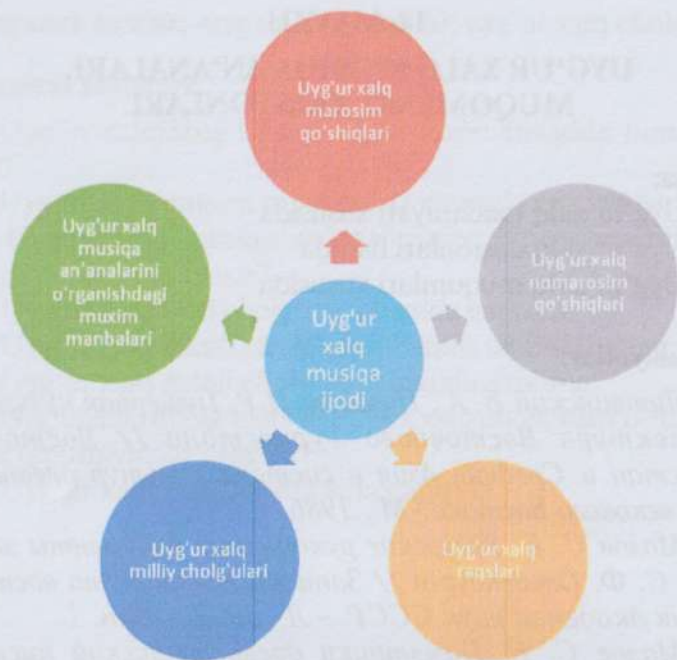 Uyg'ur xalq
marosim
qo'shiqlari
Uyg'ur xalq
musiqa
an'analarini
o'rganishdagi
muxim
manbalari
Uyg'ur xalq
nomarosim
qo'shiqlari
Uyg'ur
xalq
musiqa
ijodi
Uyg'ur xalq
milliy cholg'ulari
Uyg'ur xalq
raqslari